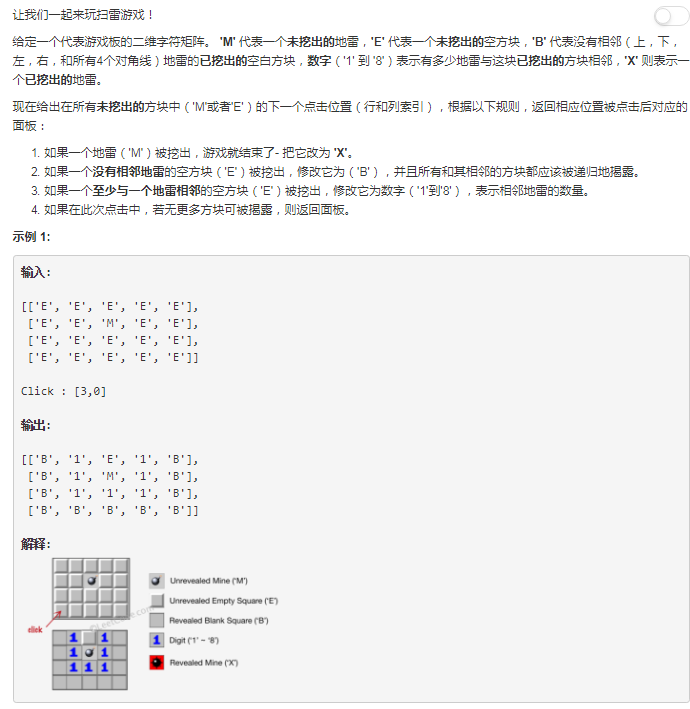 让我们一起来玩扫雷游戏！
给定一个代表游戏板的二维字符矩阵。 'M' 代表一个未挖出的地雷，'E' 代表一个未挖出的空方块，'B' 代表没有相邻（上，下，
左，右，和所有4个对角线）地雷的已挖出的空白方块，数字（'1' 到 '8'）表示有多少地雷与这块已挖出的方块相邻，'X' 则表示一
个已挖出的地雷。
现在给出在所有未挖出的方块中（'M'或者'E'）的下一个点击位置（行和列索引），根据以下规则，返回相应位置被点击后对应的
面板：
1. 如果一个地雷（'M'）被挖出，游戏就结束了- 把它改为 'X'。
2. 如果一个没有相邻地雷的空方块（'E'）被挖出，修改它为（'B'），并且所有和其相邻的方块都应该被递归地揭露。
3. 如果一个至少与一个地雷相邻的空方块（'E'）被挖出，修改它为数字（'1'到'8'），表示相邻地雷的数量。
4. 如果在此次点击中，若无更多方块可被揭露，则返回面板。
示例 1:
输入:
[['E', 'E', 'E', 'E', 'E'],
['E', 'E', 'M', 'E', 'E'],
['E', 'E', 'E', 'E', 'E'],
['E', 'E', 'E', 'E', 'E']]
Click : [3,0]
输出:
[['B', '1', 'E', '1', 'B'],
['B', '1', 'M', '1', 'B'],
['B', '1', '1', '1', 'B'],
['B', 'B', 'B', 'B', 'B']]
解释:
Unrevealed Mine ('M')
Unrevealed Empty Square ('E')
Revealed Blank Square ('B')
click
1 1
1 Digit ('1' ~ '8')
1 1
1 1 1
Revealed Mine ('X')